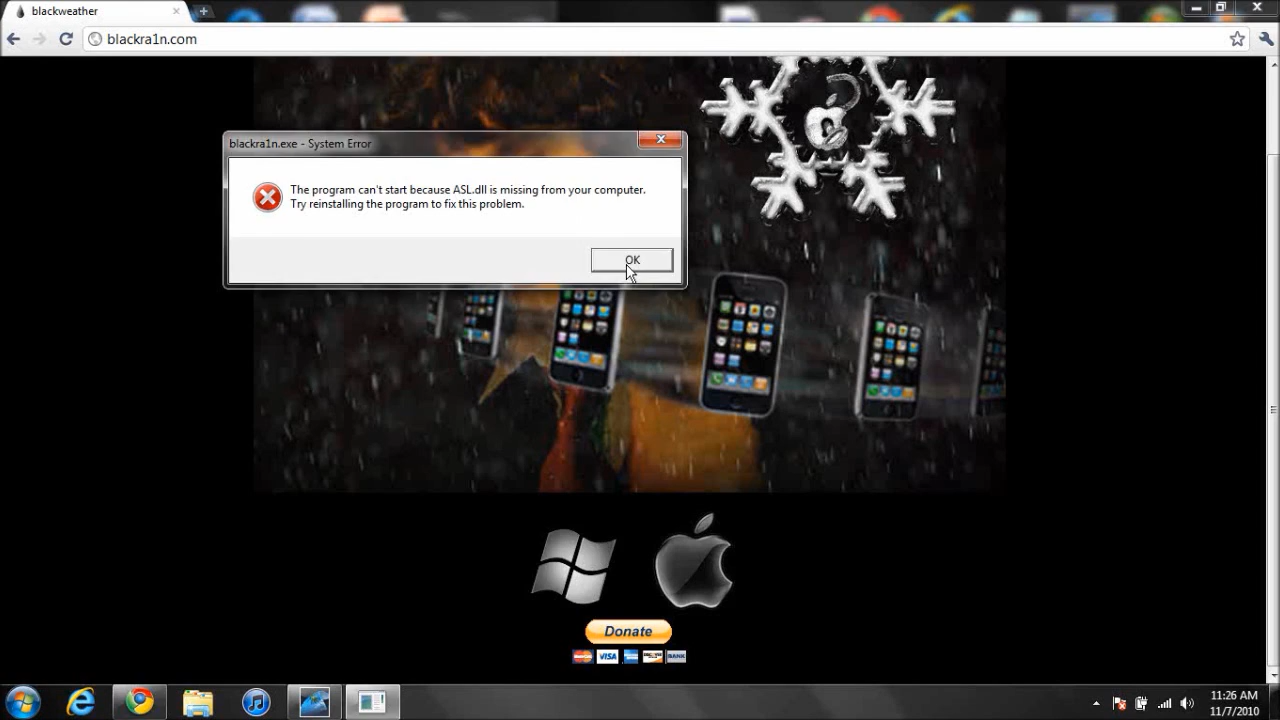 blackweather
blackra1n.com
blackra1n.exe - System Error
The program can't start because ASL.dll is missing from your computer.
Try reinstalling the program to fix this problem.
OK
Donate
VISA
BANK
11:26 AM
11/7/2010